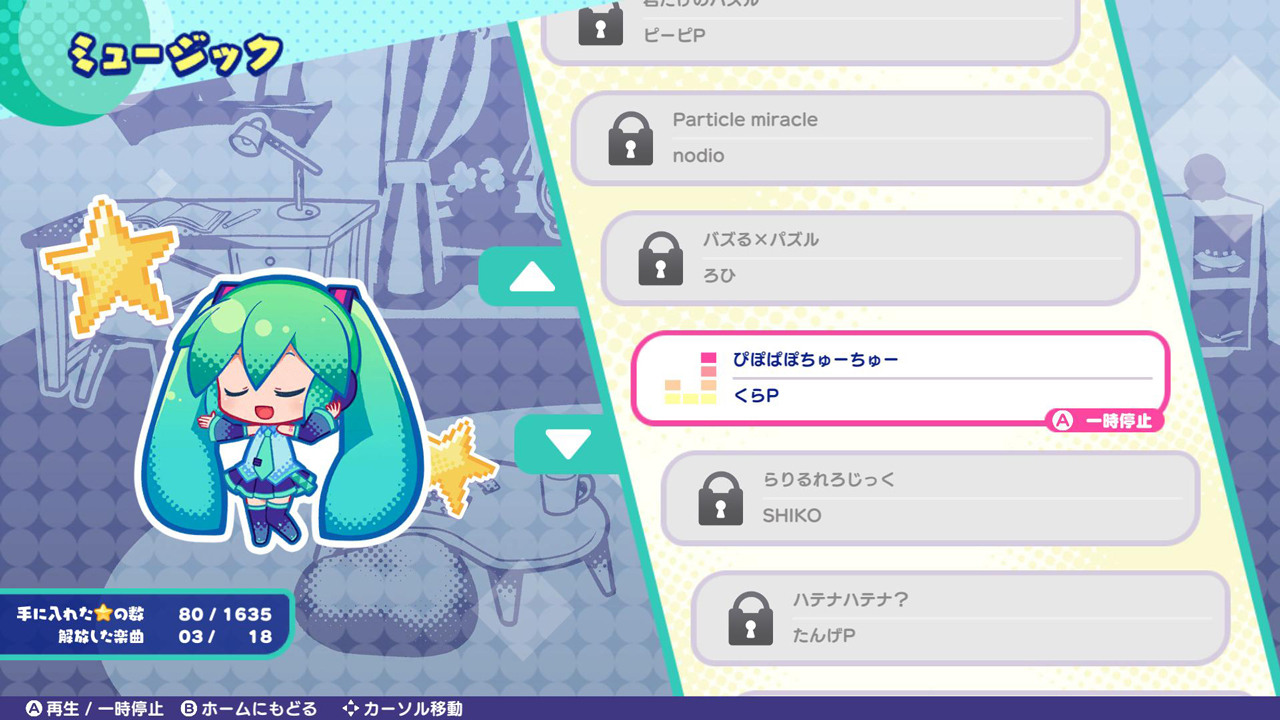 ミュージック
ピーピP
Particle miracle
nodio
バズる×パズル
ろひ
ぴぽぱぽちゅーちゅー
くらP
A 一時停止
らりるれろじっく
SHIKO
ハテナハテナ?
たんげP
手に入れた★の数 80 / 1635
解放した楽曲 03 / 18
A 再生 / 一時停止 B ホームにもどる カーソル移動